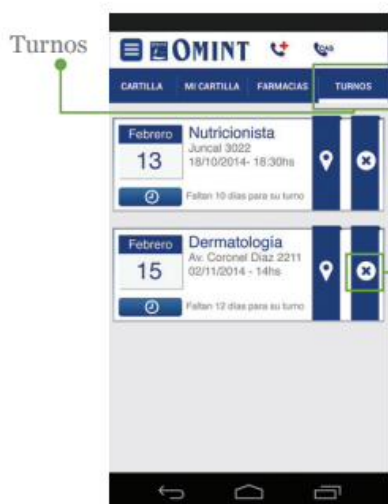 Turnos
OMINT
CARTILLA MI CARTILLA FARMACIAS TURNOS
Febrero
13
Nutricionista
Juncal 3022
18/10/2014- 18:30hs
Faltan 10 días para su turno
Febrero
15
Dermatología
Av. Coronel Diaz 2211
02/11/2014 - 14hs
Faltan 12 días para su turno